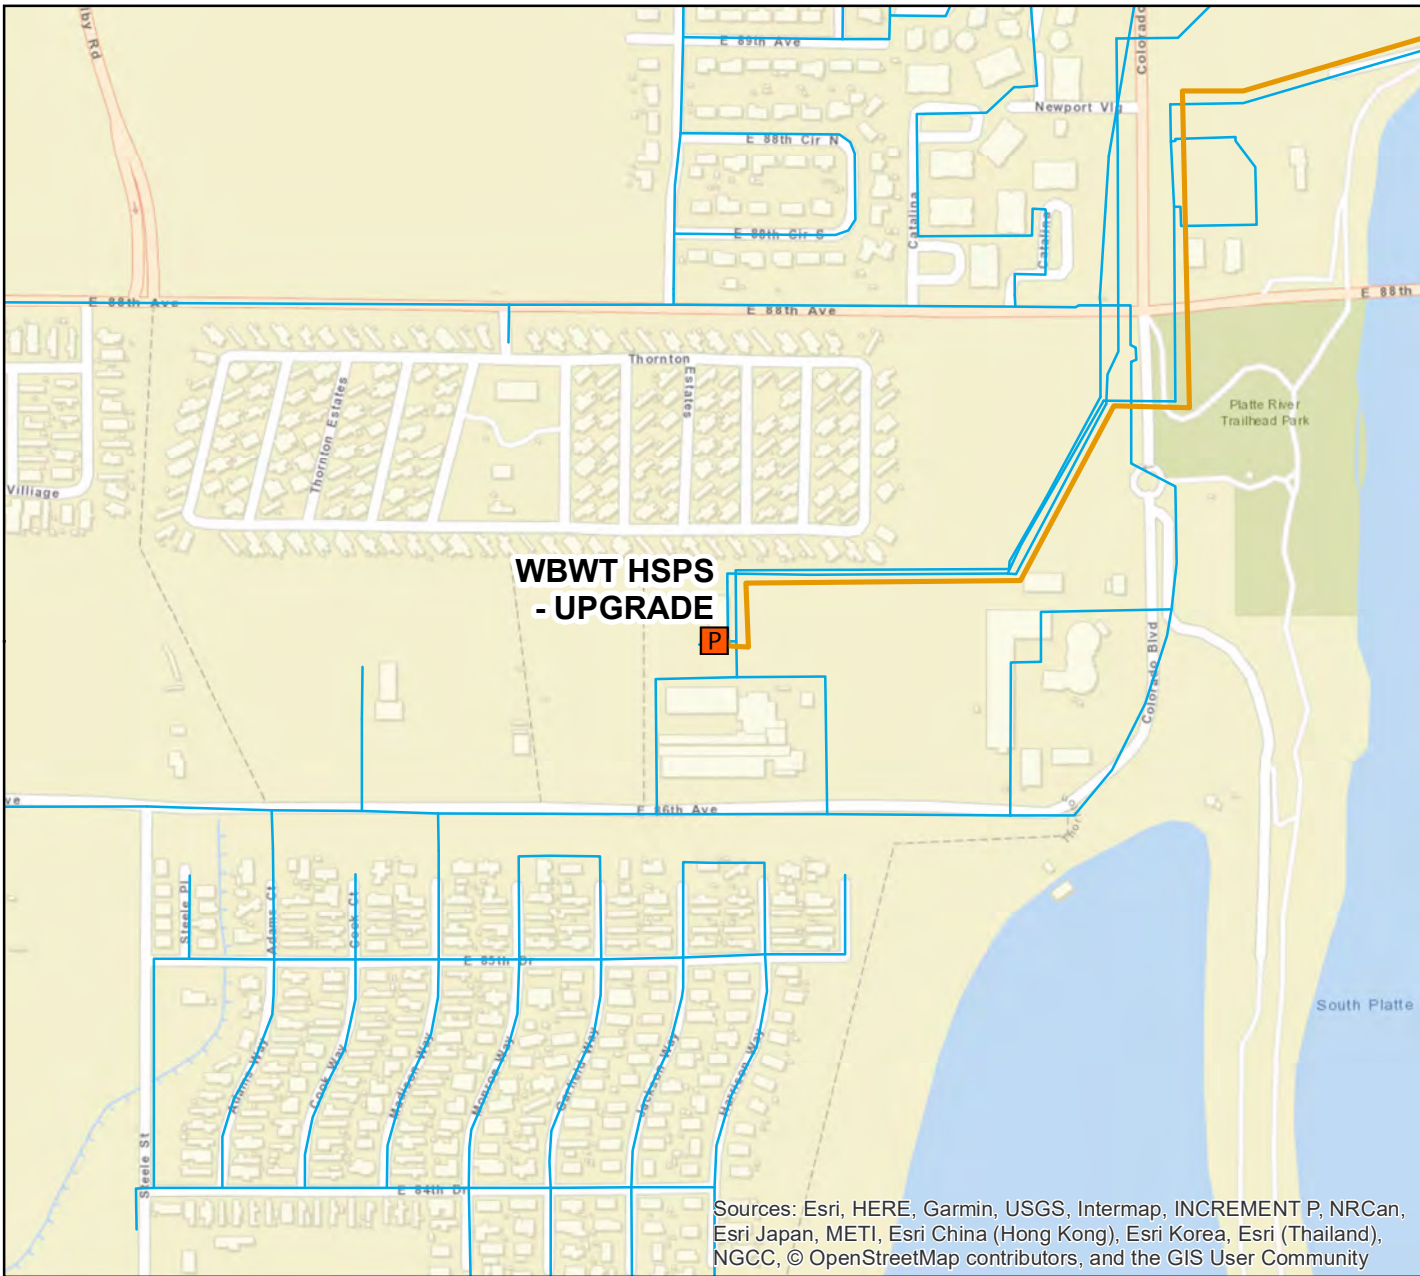 lby Rd
E 89th Ave
Colorado
Newport Vlg
E 88th Cir N
Catalina
E 88th Cir S
Catalina
E 88th Ave
E 88th Ave
E 88th
Thornton
Estates
Thornton Estates
Platte River
Trailhead Park
Villiage
WBWT HSPS
- UPGRADE
P
Colorado Blvd
ve
E 86th Ave
Steele Pl
Adams Ct
Cook Ct
E 85th Dr
South Platte
Adams Way
Cook Way
Madison Way
Monroe Way
Garfield Way
Jackson Way
Harrison Way
Steele St
E 84th Dr
Sources: Esri, HERE, Garmin, USGS, Intermap, INCREMENT P, NRCan,
Esri Japan, METI, Esri China (Hong Kong), Esri Korea, Esri (Thailand),
NGCC, © OpenStreetMap contributors, and the GIS User Community